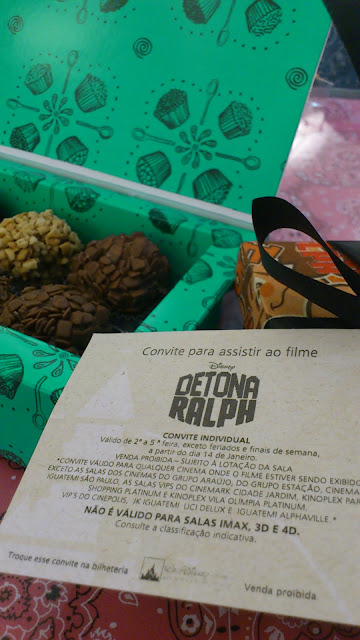 Convite para assistir ao filme
Disney
DETONA
RALPH
CONVITE INDIVIDUAL
Válido de 2ª a 5ª feira, exceto feriados e finais de semana,
a partir do dia 14 de Janeiro.
VENDA PROIBIDA – SUJEITO À LOTAÇÃO DA SALA
*CONVITE VÁLIDO PARA QUALQUER CINEMA ONDE O FILME ESTIVER SENDO EXIBIDO
EXCETO AS SALAS DOS CINEMAS DO GRUPO ARAÚJO, DO GRUPO ESTAÇÃO, CINEMA
IGUATEMI SÃO PAULO, AS SALAS VIPS DO CINEMARK CIDADE JARDIM, KINOPLEX PAR
SHOPPING PLATINUM E KINOPLEX VILA OLÍMPIA PLATINUM.
VIPS DO CINÉPOLIS, JK IGUATEMI UCI DELUX E IGUATEMI ALPHAVILLE *
NÃO É VÁLIDO PARA SALAS IMAX, 3D E 4D.
Consulte a classificação indicativa.
Troque esse convite na bilheteria
Venda proibida.